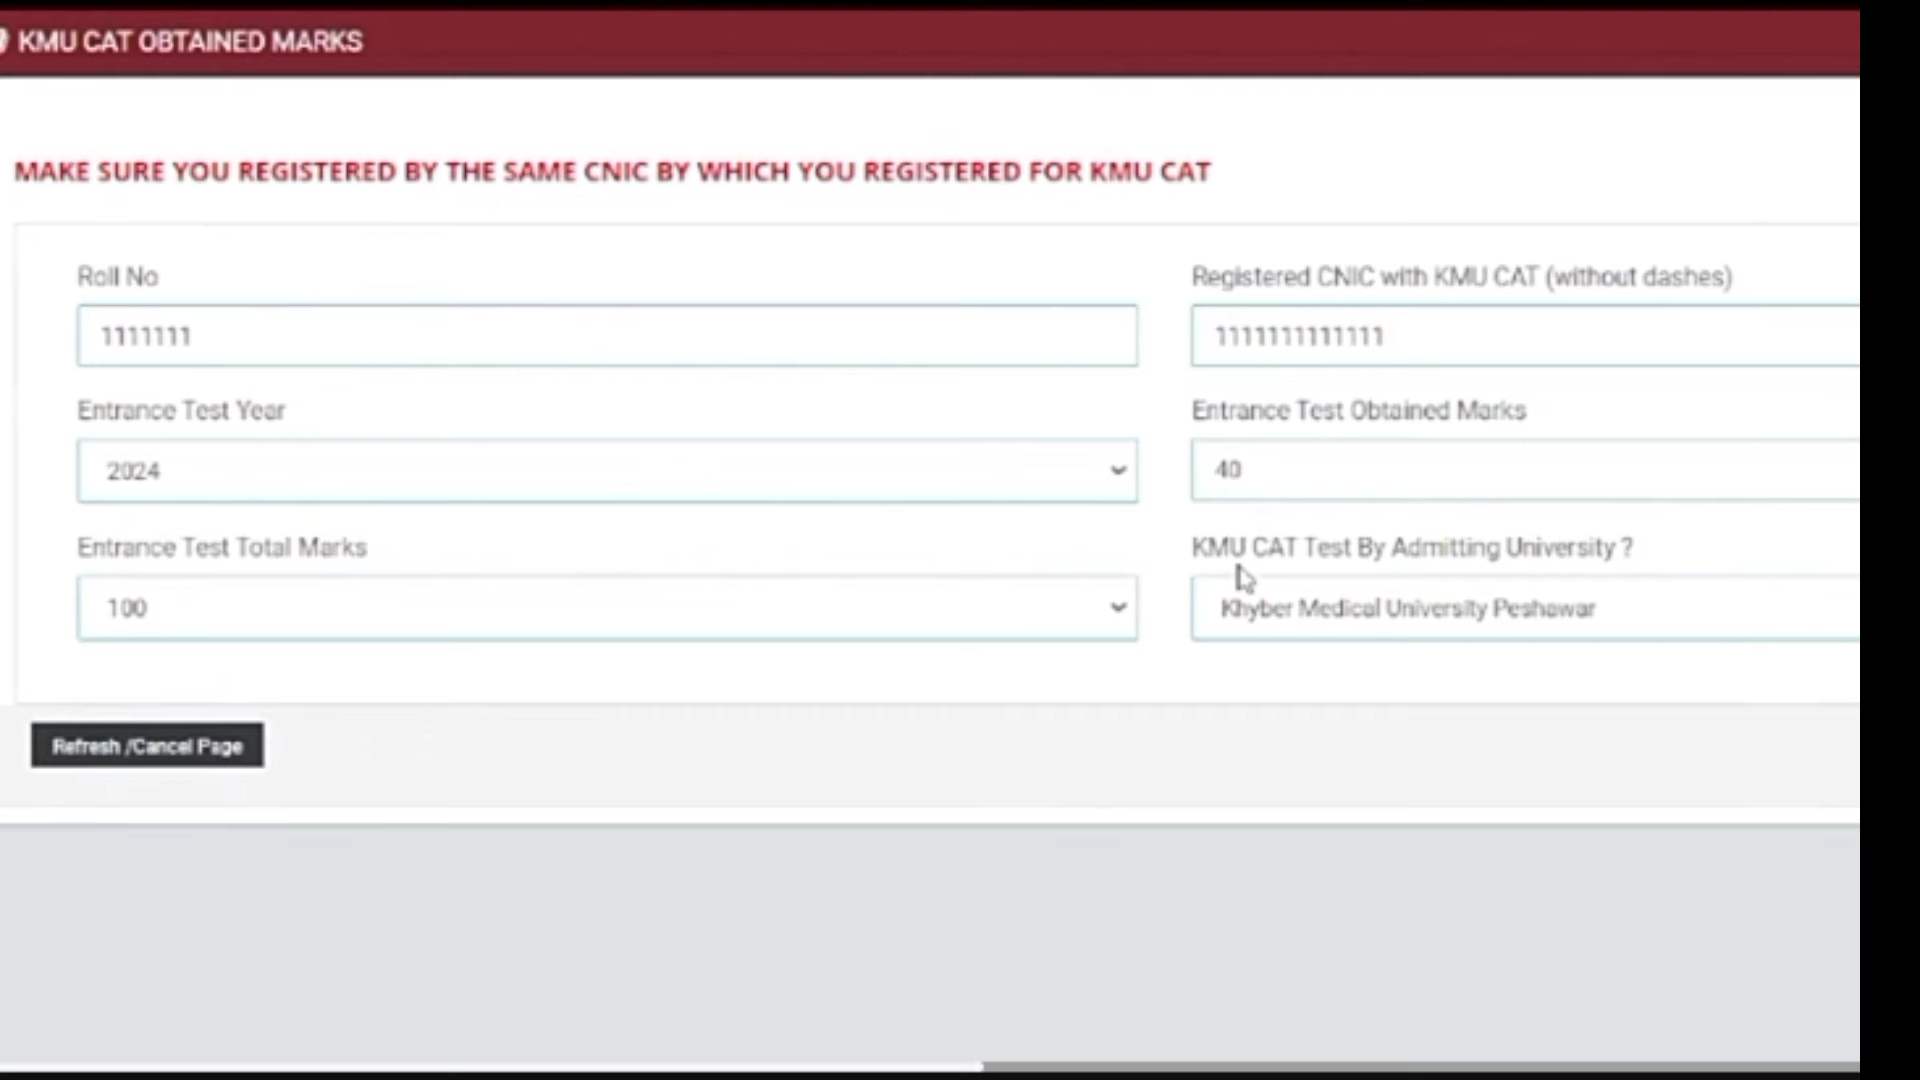 KMU CAT OBTAINED MARKS
MAKE SURE YOU REGISTERED BY THE SAME CNIC BY WHICH YOU REGISTERED FOR KMU CAT
Roll No
1111111
Registered CNIC with KMU CAT (without dashes)
1111111111111
Entrance Test Year
2024
Entrance Test Obtained Marks
40
Entrance Test Total Marks
100
KMU CAT Test By Admitting University ?
Khyber Medical University Peshawar
Refresh /Cancel Page